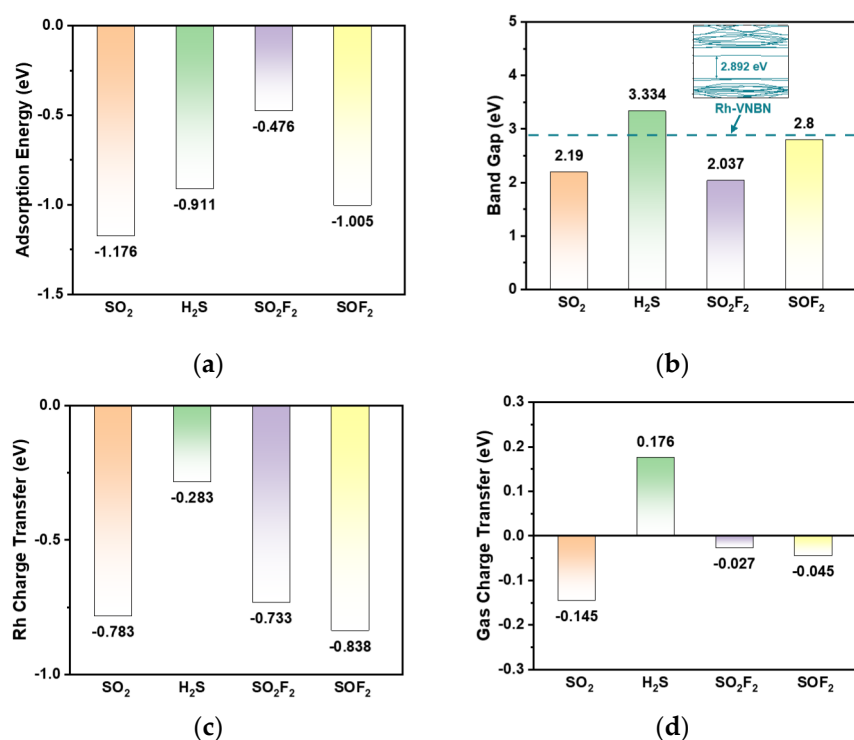 Adsorption Energy (eV)
0.0
-0.5
-1.0
-1.5
-1.176
-0.911
-0.476
-1.005
SO2
H2S
SO2F2
SOF2
(a)
Band Gap (eV)
5
4
3
2
1
0
2.892 eV
Rh-VNBN
2.19
3.334
2.037
2.8
SO2
H2S
SO2F2
SOF2
(b)
Rh Charge Transfer (eV)
0.0
-0.5
-1.0
-0.783
-0.283
-0.733
-0.838
SO2
H2S
SO2F2
SOF2
(c)
Gas Charge Transfer (eV)
0.3
0.2
0.1
0.0
-0.1
-0.2
-0.3
-0.145
0.176
-0.027
-0.045
SO2
H2S
SO2F2
SOF2
(d)